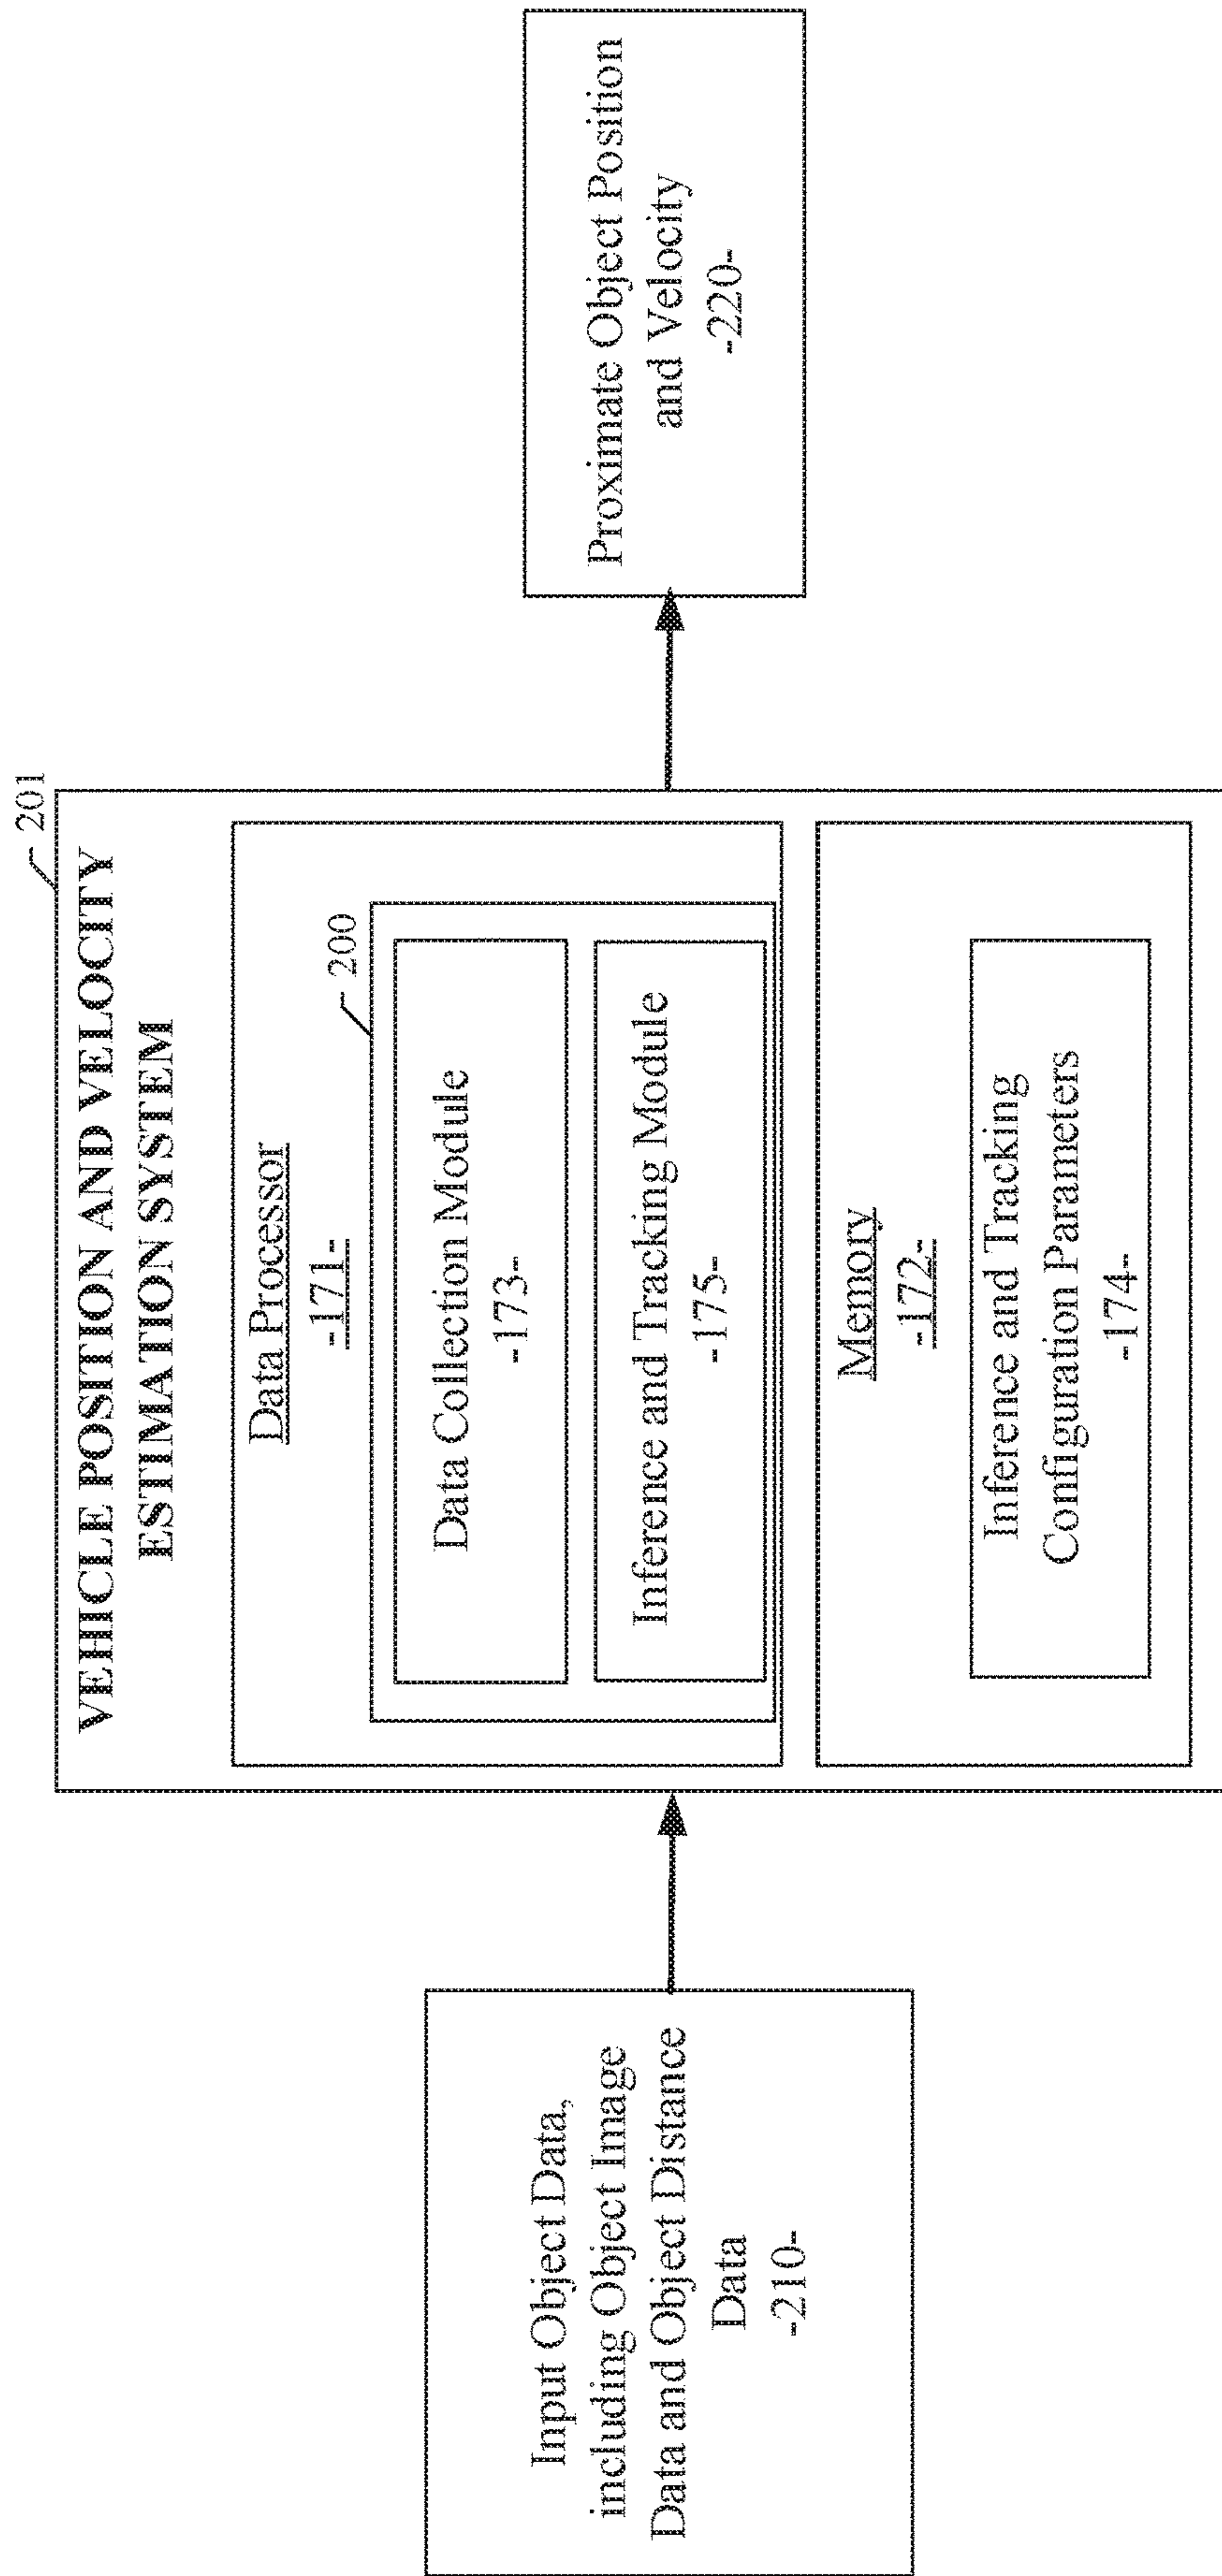 Input Object Data,
including Object Image
Data and Object Distance
Data
-210-
201
VEHICLE POSITION AND VELOCITY
ESTIMATION SYSTEM
Data Processor
-171-
200
Data Collection Module
-173-
Inference and Tracking Module
-175-
Memory
-172-
Inference and Tracking
Configuration Parameters
-174-
Proximate Object Position
and Velocity
-220-